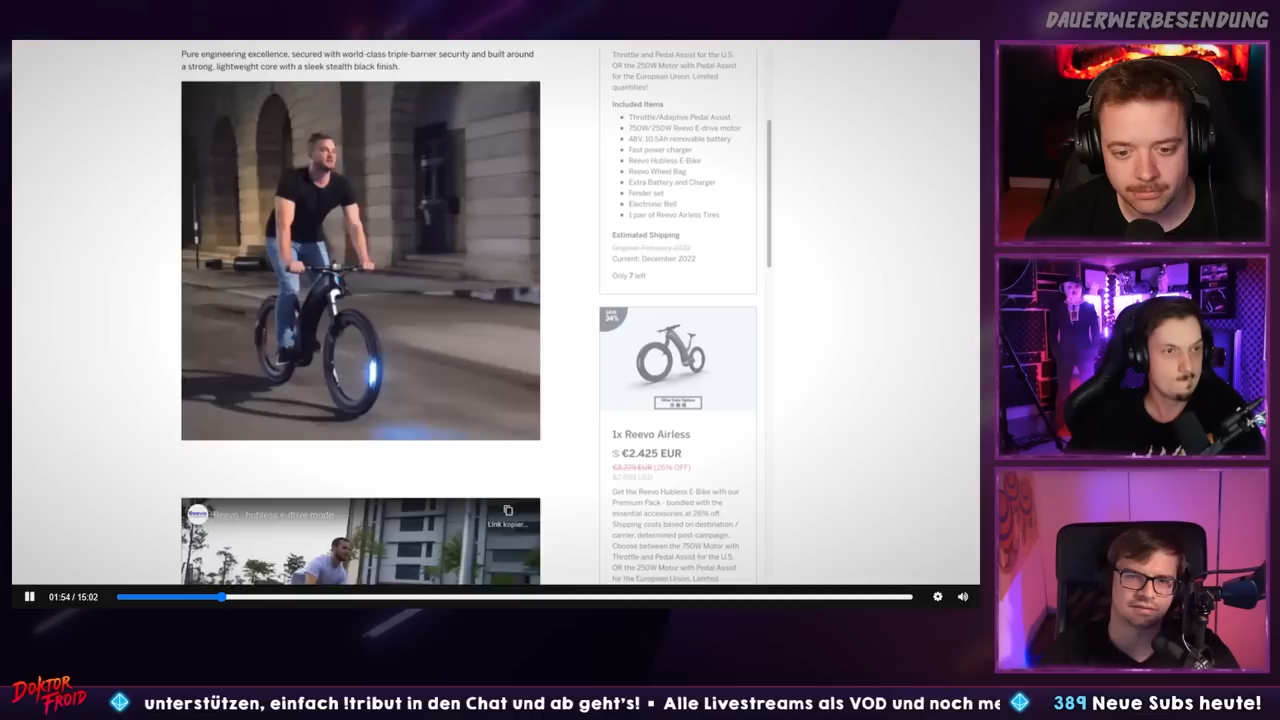 DAUERWERBESENDUNG
Pure engineering excellence, secured with world-class triple-barrier security and built around
a strong, lightweight core with a sleek stealth black finish.
Throttle and Pedal Assist for the U.S.
OR the 250W Motor with Pedal Assist
for the European Union. Limited
quantities!
Included Items
Throttle/Adaptive Pedal Assist
750W/250W Reevo E-drive motor
48V. 10.5Ah removable battery
Fast power charger
Reevo Hubless E-Bike
Reevo Wheel Bag
Extra Battery and Charger
Fender set
Electronic Bell
1 pair of Reevo Airless Tires
Estimated Shipping
Original: February 2022
Current: December 2022
Only 7 left
SAVE
34%
1x Reevo Airless
€2.425 EUR
€3.275 EUR (26% OFF)
Get the Reevo Hubless E-Bike with our
Premium Pack - bundled with the
essential accessories at 26% off.
Shipping costs based on destination /
carrier, determined post-campaign.
Choose between the 750W Motor with
Throttle and Pedal Assist for the U.S.
OR the 250W Motor with Pedal Assist
for the European Union. Limited
Reevo
Reevo - hubless e-drive mode
Link kopier...
01:54 / 15:02
DOKTOR
FROID
unterstützen, einfach !tribut in den Chat und ab geht's! ▪ Alle Livestreams als VOD und noch me
389 Neue Subs heute!